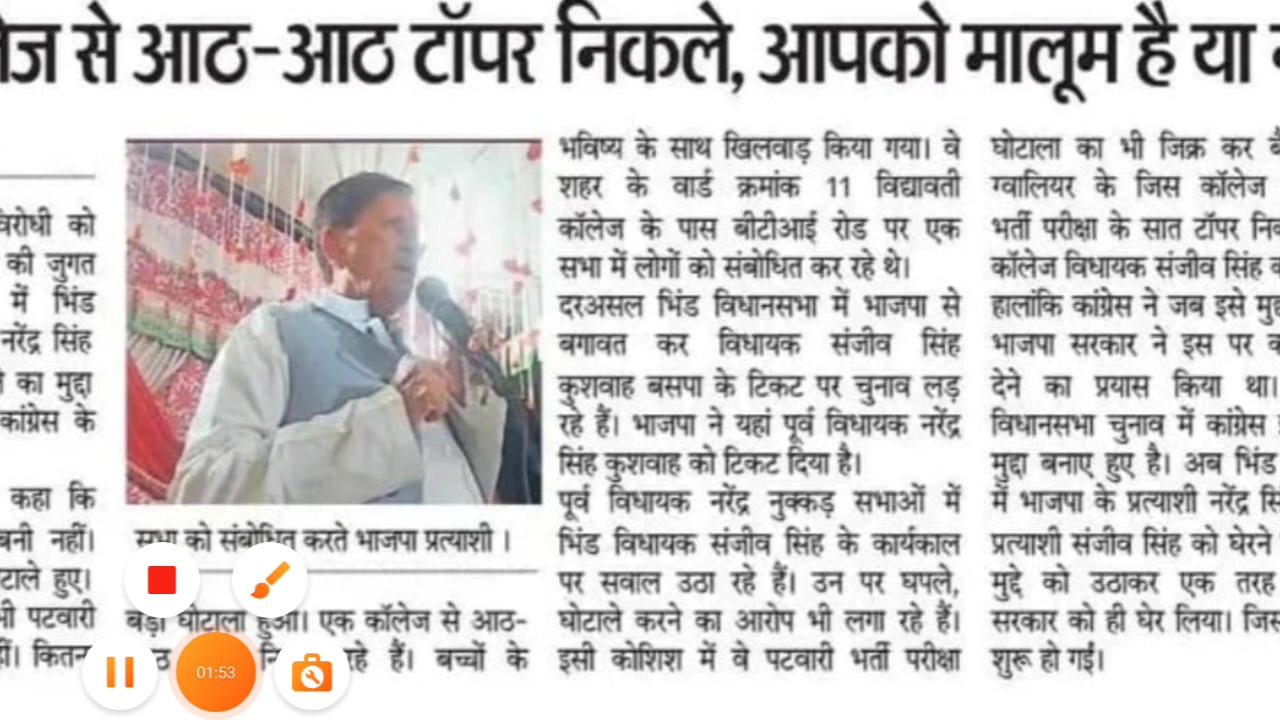 से आठ-आठ टॉपर निकले, आपको मालूम है या
विरोधी को
की जुगत
में भिंड
नरेंद्र सिंह
का मुद्दा
कांग्रेस के
कहा कि
बनी नहीं।
हुए।
पटवारी
सभा को संबोधित करते भाजपा प्रत्याशी ।
बड़ा घोटाला हुआ। एक कॉलेज से आठ-
रहे हैं। बच्चों के
भविष्य के साथ खिलवाड़ किया गया। वे
शहर के वार्ड क्रमांक 11 विद्यावती
कॉलेज के पास बीटीआई रोड पर एक
सभा में लोगों को संबोधित कर रहे थे।
दरअसल भिंड विधानसभा में भाजपा से
बगावत कर विधायक संजीव सिंह
कुशवाह बसपा के टिकट पर चुनाव लड़
रहे हैं। भाजपा ने यहां पूर्व विधायक नरेंद्र
सिंह कुशवाह को टिकट दिया है।
पूर्व विधायक नरेंद्र नुक्कड़ सभाओं में
भिंड विधायक संजीव सिंह के कार्यकाल
पर सवाल उठा रहे हैं। उन पर घपले,
घोटाले करने का आरोप भी लगा रहे हैं।
इसी कोशिश में वे पटवारी भर्ती परीक्षा
घोटाला का भी जिक्र कर
ग्वालियर के जिस कॉलेज
भर्ती परीक्षा के सात टॉपर
कॉलेज विधायक संजीव सिंह
हालांकि कांग्रेस ने जब इसे
भाजपा सरकार ने इस पर
देने का प्रयास किया था।
विधानसभा चुनाव में कांग्रेस
मुद्दा बनाए हुए है। अब भिंड
में भाजपा के प्रत्याशी नरेंद्र
प्रत्याशी संजीव सिंह को घेरने
मुद्दे को उठाकर एक तरह
सरकार को ही घेर लिया।
शुरू हो गई।
01:53